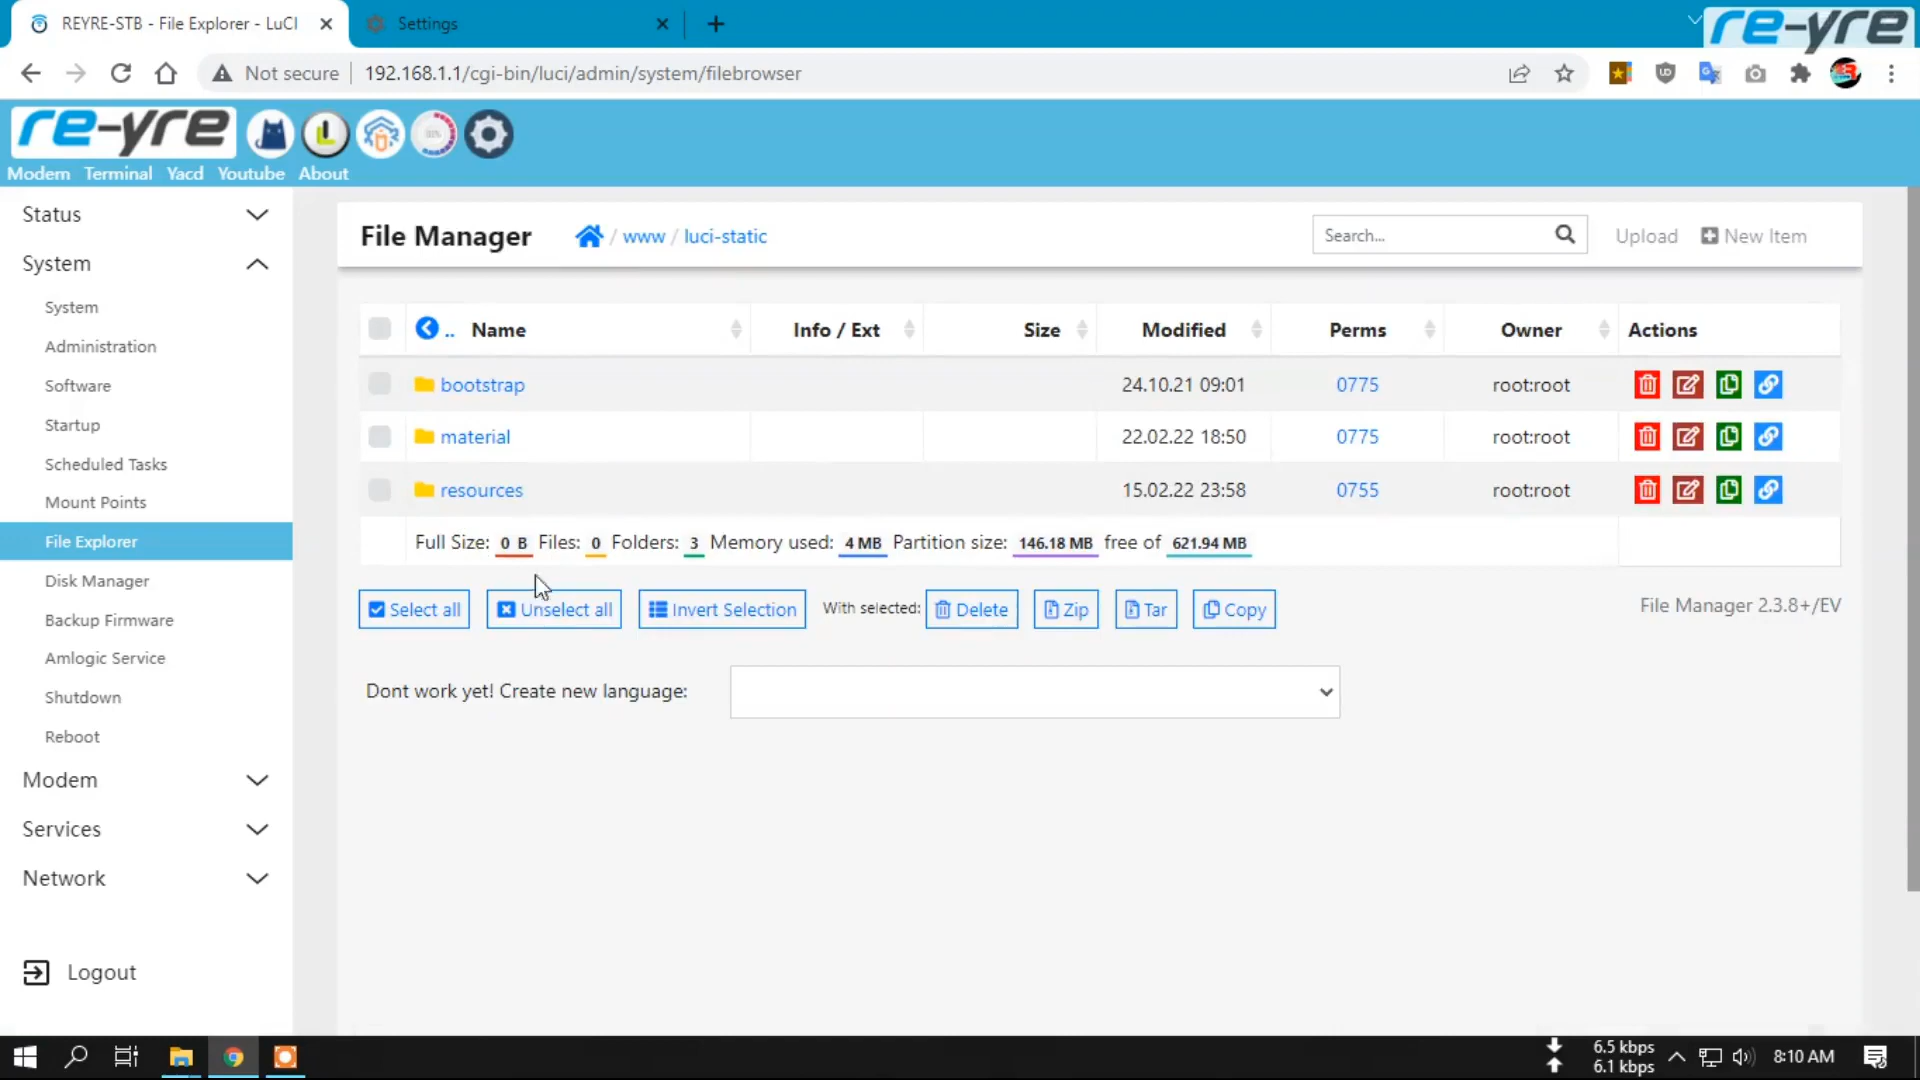 REYRE-STB - File Explorer - LuCI
Settings
re-yre
Not secure
192.168.1.1/cgi-bin/luci/admin/system/filebrowser
re-yre
Modem Terminal Yacd Youtube About
Status
System
System
Administration
Software
Startup
Scheduled Tasks
Mount Points
File Explorer
Disk Manager
Backup Firmware
Amlogic Service
Shutdown
Reboot
Modem
Services
Network
Logout
File Manager / www / luci-static
Search...
Upload New Item
.. Name Info / Ext Size Modified Perms Owner Actions
bootstrap 24.10.21 09:01 0775 root:root
material 22.02.22 18:50 0775 root:root
resources 15.02.22 23:58 0755 root:root
Full Size: 0 B Files: 0 Folders: 3 Memory used: 4 MB Partition size: 146.18 MB free of 621.94 MB
Select all Unselect all Invert Selection With selected: Delete Zip Tar Copy
File Manager 2.3.8+/EV
Dont work yet! Create new language:
6.5 kbps
6.1 kbps
8:10 AM